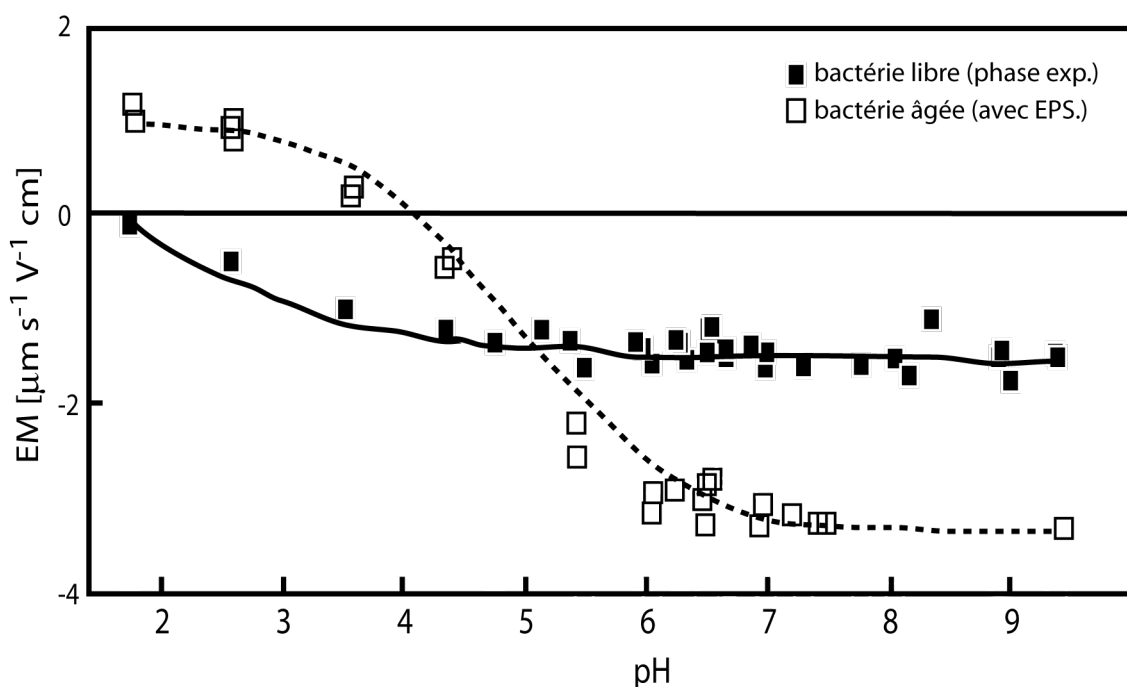 2
bactérie libre (phase exp.)
bactérie âgée (avec EPS.)
0
-2
-4
EM [μm s⁻¹ V⁻¹ cm]
2 3 4 5 6 7 8 9
pH